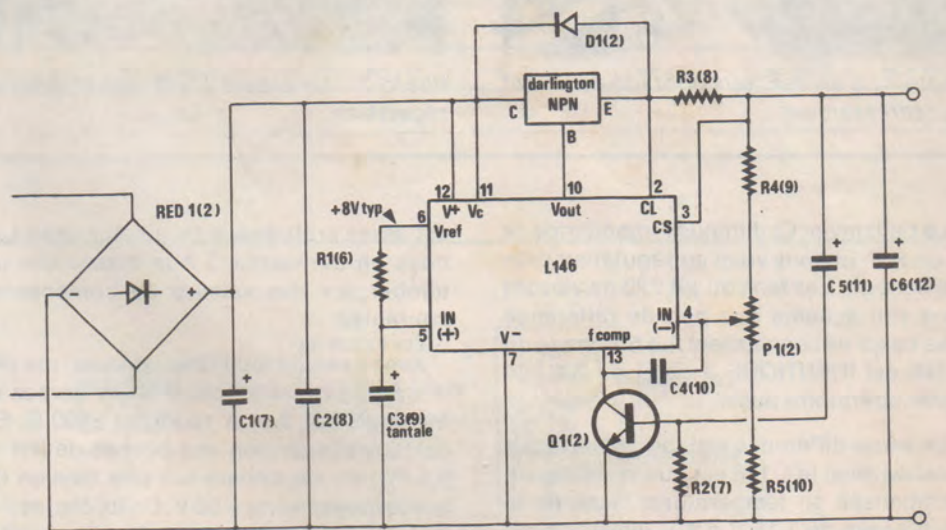 D1(2)
darlington
NPN
C
E
B
R3(8)
RED 1(2)
12
11
10
2
V+
Vc
Vout
CL
3
CS
+8V typ
6
Vref
R4(9)
R1(6)
L146
C5(11)
C6(12)
IN
(+)
5
V−
fcomp
IN
(−)
4
P1(2)
7
13
C1(7)
C2(8)
C3(9)
tantale
C4(10)
Q1(2)
R2(7)
R5(10)